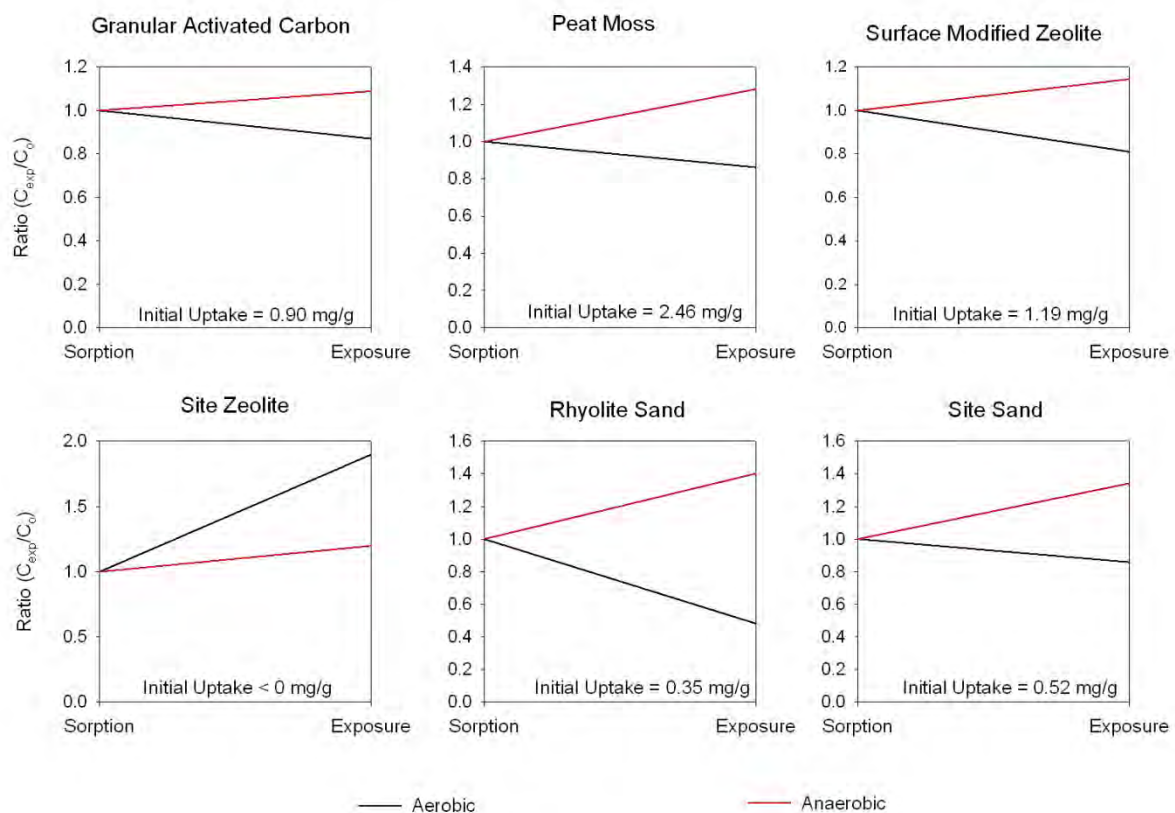 Granular Activated Carbon
Peat Moss
Surface Modified Zeolite
Ratio (Cexp/Co)
1.2
1.0
0.8
0.6
0.4
0.2
0.0
Initial Uptake = 0.90 mg/g
Sorption
Exposure
1.4
1.2
1.0
0.8
0.6
0.4
0.2
0.0
Initial Uptake = 2.46 mg/g
Sorption
Exposure
1.2
1.0
0.8
0.6
0.4
0.2
0.0
Initial Uptake = 1.19 mg/g
Sorption
Exposure
Site Zeolite
Rhyolite Sand
Site Sand
Ratio (Cexp/Co)
2.0
1.5
1.0
0.5
0.0
Initial Uptake < 0 mg/g
Sorption
Exposure
1.6
1.4
1.2
1.0
0.8
0.6
0.4
0.2
0.0
Initial Uptake = 0.35 mg/g
Sorption
Exposure
1.6
1.4
1.2
1.0
0.8
0.6
0.4
0.2
0.0
Initial Uptake = 0.52 mg/g
Sorption
Exposure
Aerobic
Anaerobic